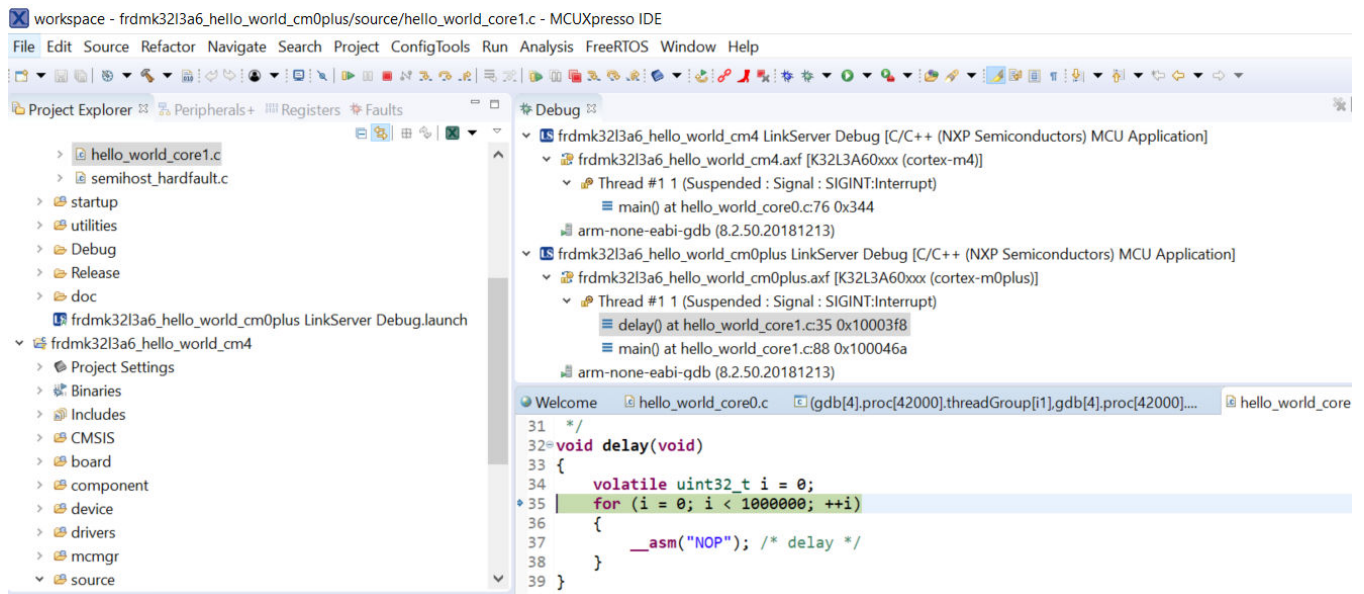 workspace - frdmk32l3a6_hello_world_cm0plus/source/hello_world_core1.c - MCUXpresso IDE
File Edit Source Refactor Navigate Search Project ConfigTools Run Analysis FreeRTOS Window Help
Project Explorer Peripherals+ Registers Faults
hello_world_core1.c
semihost_hardfault.c
startup
utilities
Debug
Release
doc
frdmk32l3a6_hello_world_cm0plus LinkServer Debug.launch
frdmk32l3a6_hello_world_cm4
Project Settings
Binaries
Includes
CMSIS
board
component
device
drivers
mcmgr
source
Debug
frdmk32l3a6_hello_world_cm4 LinkServer Debug [C/C++ (NXP Semiconductors) MCU Application]
frdmk32l3a6_hello_world_cm4.axf [K32L3A60xxx (cortex-m4)]
Thread #1 1 (Suspended : Signal : SIGINT:Interrupt)
main() at hello_world_core0.c:76 0x344
arm-none-eabi-gdb (8.2.50.20181213)
frdmk32l3a6_hello_world_cm0plus LinkServer Debug [C/C++ (NXP Semiconductors) MCU Application]
frdmk32l3a6_hello_world_cm0plus.axf [K32L3A60xxx (cortex-m0plus)]
Thread #1 1 (Suspended : Signal : SIGINT:Interrupt)
delay() at hello_world_core1.c:35 0x10003f8
main() at hello_world_core1.c:88 0x100046a
arm-none-eabi-gdb (8.2.50.20181213)
Welcome hello_world_core0.c (gdb[4].proc[42000].threadGroup[i1],gdb[4].proc[42000].... hello_world_core
31 */
32 void delay(void)
33 {
34 volatile uint32_t i = 0;
35 for (i = 0; i < 1000000; ++i)
36 {
37 __asm("NOP"); /* delay */
38 }
39 }